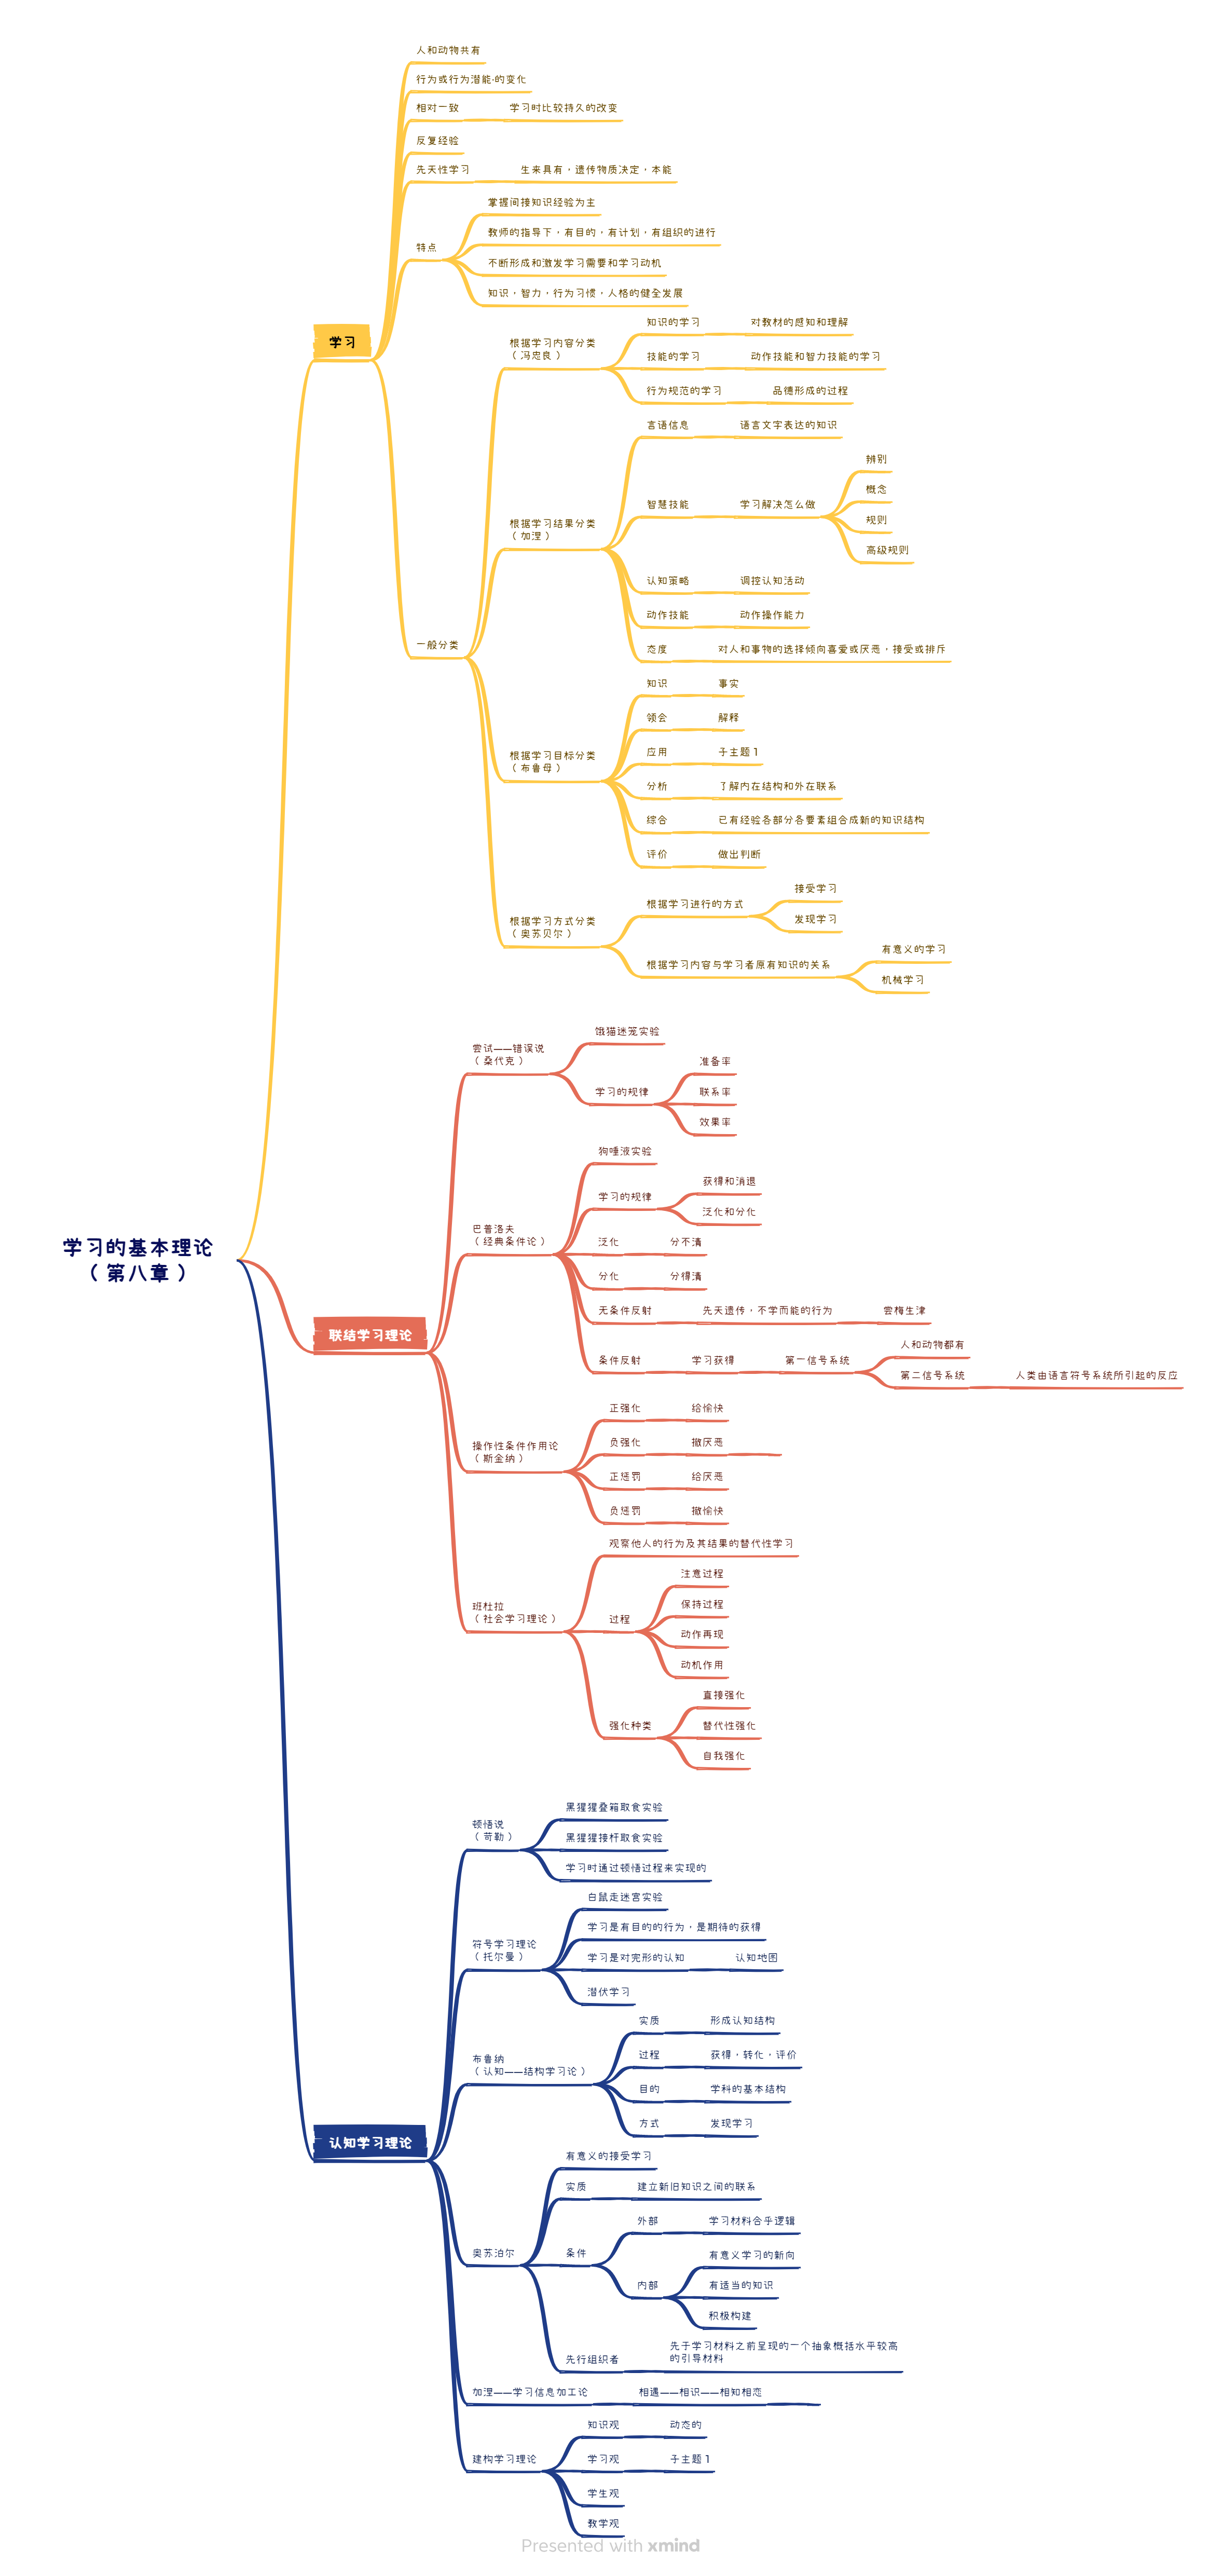 人和动物共有
行为或行为潜能·的变化
相对一致
学习时比较持久的改变
反复经验
先天性学习
生来具有，遗传物质决定，本能
特点
掌握间接知识经验为主
教师的指导下，有目的，有计划，有组织的进行
不断形成和激发学习需要和学习动机
知识，智力，行为习惯，人格的健全发展
学习
一般分类
根据学习内容分类
（冯忠良）
知识的学习
对教材的感知和理解
技能的学习
动作技能和智力技能的学习
行为规范的学习
品德形成的过程
根据学习结果分类
（加涅）
言语信息
语言文字表达的知识
智慧技能
学习解决怎么做
辨别
概念
规则
高级规则
认知策略
调控认知活动
动作技能
动作操作能力
态度
对人和事物的选择倾向喜爱或厌恶，接受或排斥
根据学习目标分类
（布鲁母）
知识
事实
领会
解释
应用
子主题 1
分析
了解内在结构和外在联系
综合
已有经验各部分各要素组合成新的知识结构
评价
做出判断
根据学习方式分类
（奥苏贝尔）
根据学习进行的方式
接受学习
发现学习
根据学习内容与学习者原有知识的关系
有意义的学习
机械学习
学习的基本理论
（第八章）
联结学习理论
尝试——错误说
（桑代克）
饿猫迷笼实验
学习的规律
准备率
联系率
效果率
巴普洛夫
（经典条件论）
狗唾液实验
学习的规律
获得和消退
泛化和分化
泛化
分不清
分化
分得清
无条件反射
先天遗传，不学而能的行为
尝梅生津
条件反射
学习获得
第一信号系统
人和动物都有
第二信号系统
人类由语言符号系统所引起的反应
操作性条件作用论
（斯金纳）
正强化
给愉快
负强化
撤厌恶
正惩罚
给厌恶
负惩罚
撤愉快
班杜拉
（社会学习理论）
观察他人的行为及其结果的替代性学习
过程
注意过程
保持过程
动作再现
动机作用
强化种类
直接强化
替代性强化
自我强化
认知学习理论
顿悟说
（苛勒）
黑猩猩叠箱取食实验
黑猩猩接杆取食实验
学习时通过顿悟过程来实现的
符号学习理论
（托尔曼）
白鼠走迷宫实验
学习是有目的的行为，是期待的获得
学习是对完形的认知
认知地图
潜伏学习
布鲁纳
（认知——结构学习论）
实质
形成认知结构
过程
获得，转化，评价
目的
学科的基本结构
方式
发现学习
奥苏泊尔
有意义的接受学习
实质
建立新旧知识之间的联系
条件
外部
学习材料合乎逻辑
内部
有意义学习的新向
有适当的知识
积极构建
先行组织者
先于学习材料之前呈现的一个抽象概括水平较高
的引导材料
加涅——学习信息加工论
相遇——相识——相知相恋
建构学习理论
知识观
动态的
学习观
子主题 1
学生观
教学观
Presented with xmind